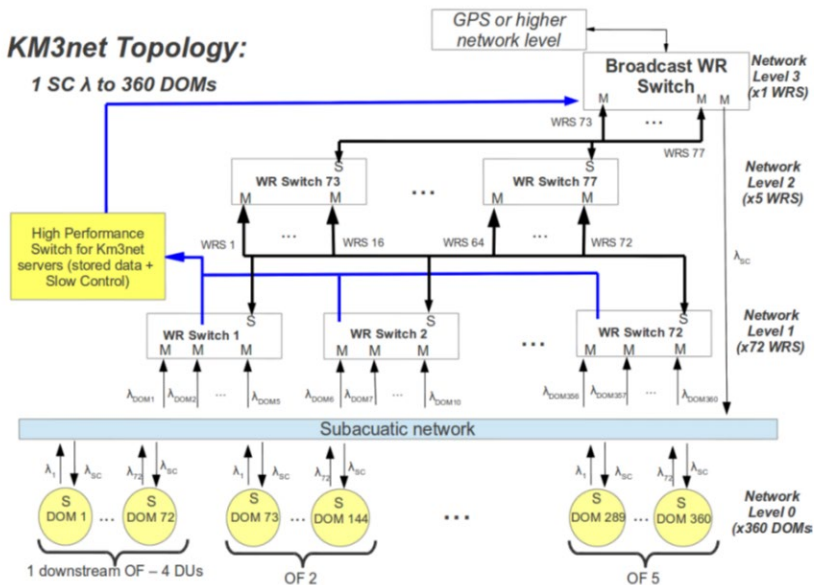 KM3net Topology:
1 SC λ to 360 DOMs
GPS or higher
network level
Broadcast WR
Switch
M
M
M
Network
Level 3
(x1 WRS)
WRS 73
...
WRS 77
S
WR Switch 73
M
M
...
S
WR Switch 77
M
M
Network
Level 2
(x5 WRS)
High Performance
Switch for Km3net
servers (stored data +
Slow Control)
WRS 1
...
WRS 16
WRS 64
...
WRS 72
λSC
S
WR Switch 1
M
M
M
S
WR Switch 2
M
M
M
...
S
WR Switch 72
M
M
M
Network
Level 1
(x72 WRS)
λDOM1
λDOM2
...
λDOM5
λDOM6
λDOM7
...
λDOM10
λDOM356
λDOM357
...
λDOM360
Subacuatic network
λ1
λSC
λ72
λSC
λ1
λSC
λ72
λSC
λ1
λSC
λ72
λSC
S
DOM 1
...
S
DOM 72
S
DOM 73
...
S
DOM 144
...
S
DOM 289
...
S
DOM 360
Network
Level 0
(x360 DOMs
1 downstream OF – 4 DUs
OF 2
OF 5